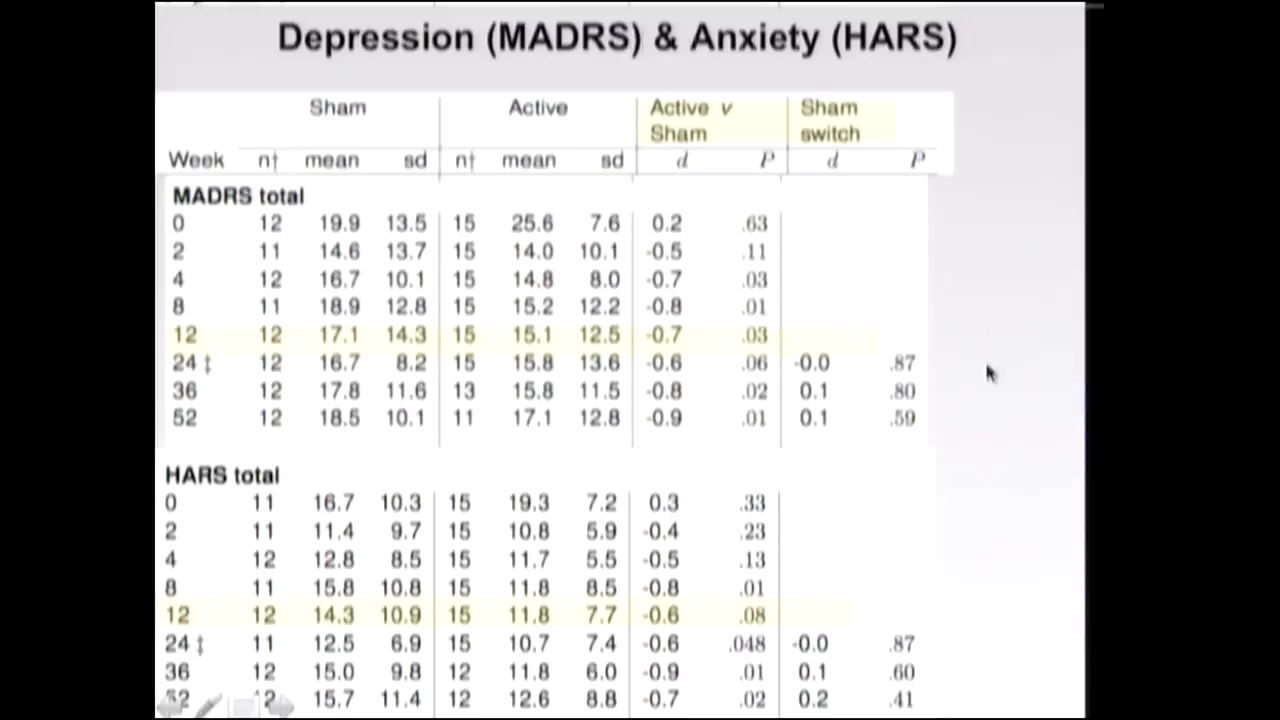 Depression (MADRS) & Anxiety (HARS)
Sham Active Active v Sham Sham switch
Week n† mean sd n† mean sd d P d P
MADRS total
0 12 19.9 13.5 15 25.6 7.6 0.2 .63
2 11 14.6 13.7 15 14.0 10.1 -0.5 .11
4 12 16.7 10.1 15 14.8 8.0 -0.7 .03
8 11 18.9 12.8 15 15.2 12.2 -0.8 .01
12 12 17.1 14.3 15 15.1 12.5 -0.7 .03
24 ‡ 12 16.7 8.2 15 15.8 13.6 -0.6 .06 -0.0 .87
36 12 17.8 11.6 13 15.8 11.5 -0.8 .02 0.1 .80
52 12 18.5 10.1 11 17.1 12.8 -0.9 .01 0.1 .59
HARS total
0 11 16.7 10.3 15 19.3 7.2 0.3 .33
2 11 11.4 9.7 15 10.8 5.9 -0.4 .23
4 12 12.8 8.5 15 11.7 5.5 -0.5 .13
8 11 15.8 10.8 15 11.8 8.5 -0.8 .01
12 12 14.3 10.9 15 11.8 7.7 -0.6 .08
24 ‡ 11 12.5 6.9 15 10.7 7.4 -0.6 .048 -0.0 .87
36 12 15.0 9.8 12 11.8 6.0 -0.9 .01 0.1 .60
52 12 15.7 11.4 12 12.6 8.8 -0.7 .02 0.2 .41